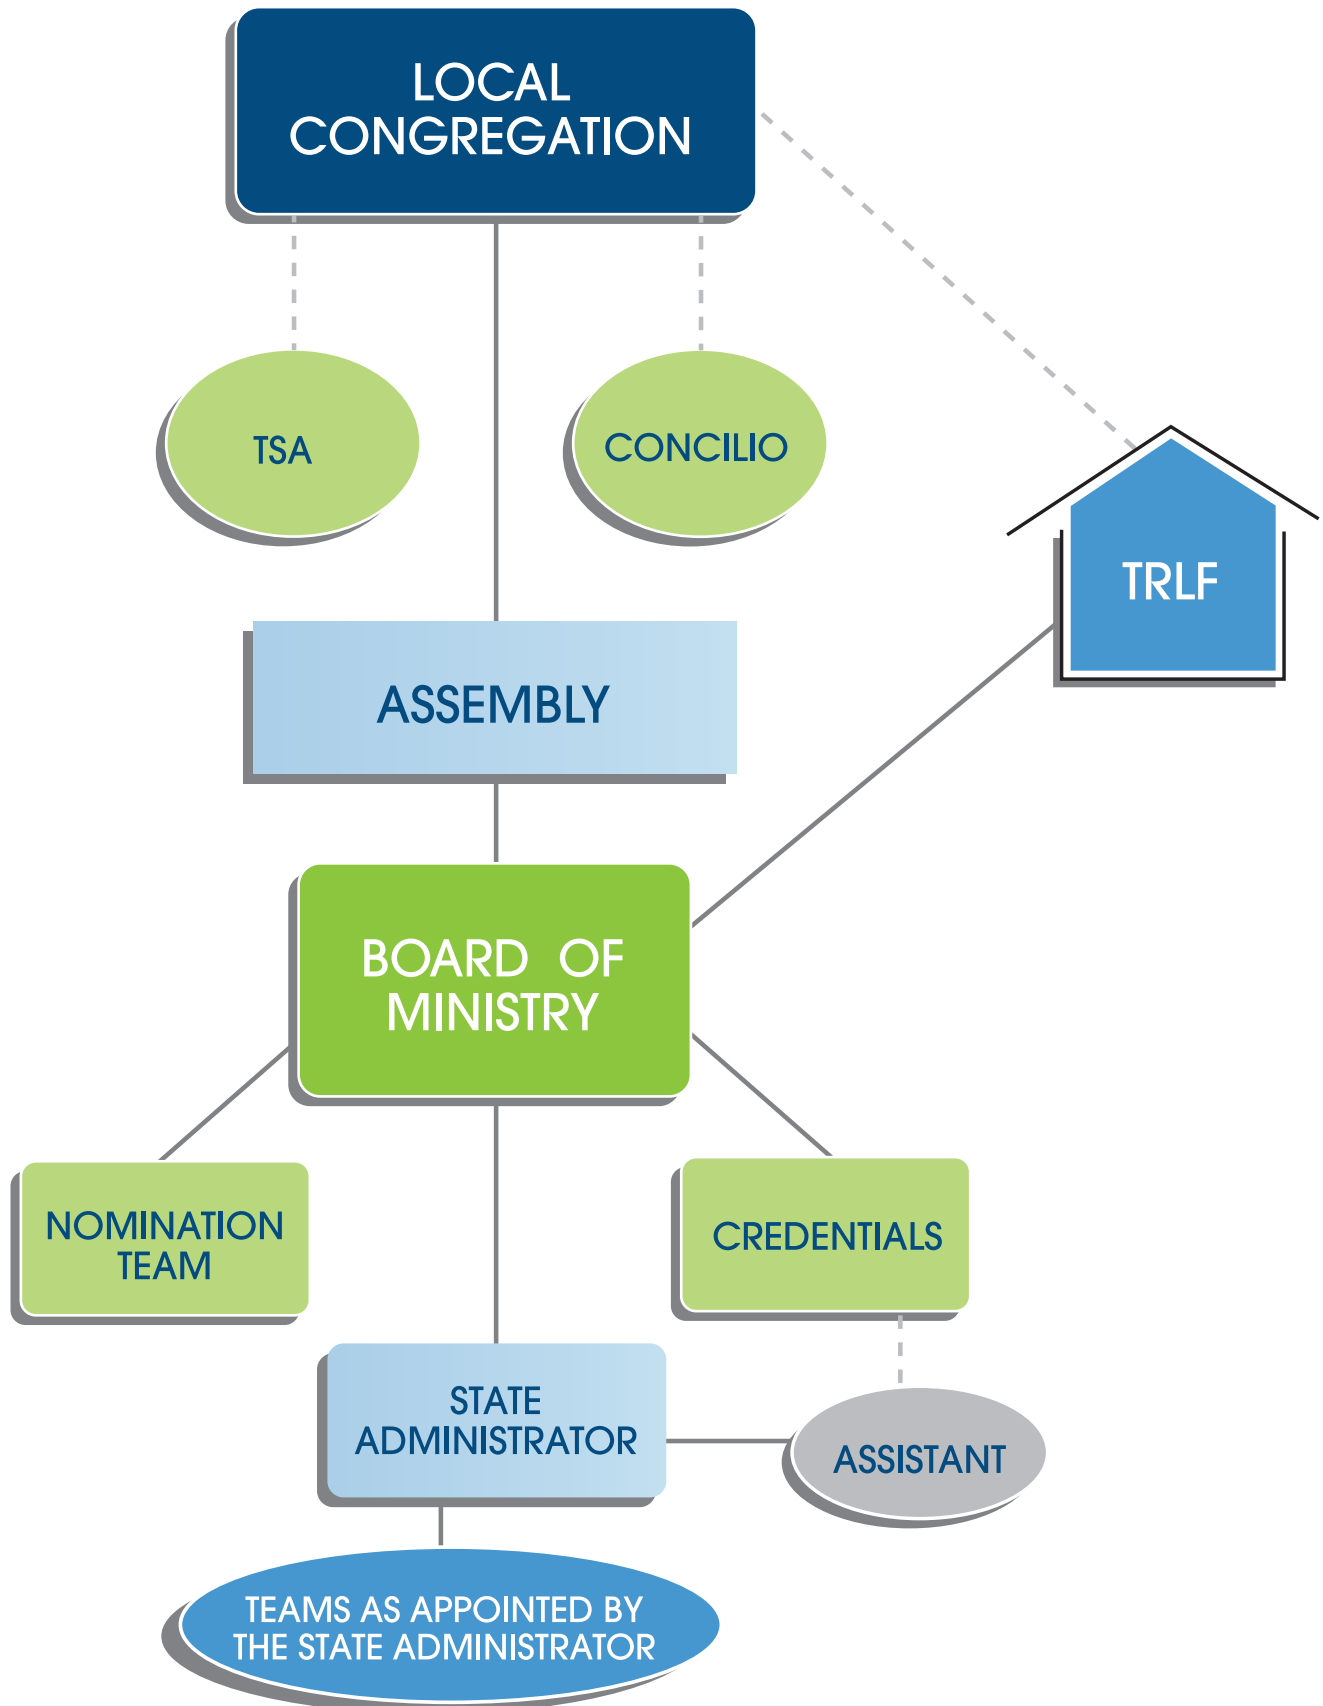 LOCAL
CONGREGATION
TSA
CONCILIO
TRLF
ASSEMBLY
BOARD OF
MINISTRY
NOMINATION
TEAM
CREDENTIALS
STATE
ADMINISTRATOR
ASSISTANT
TEAMS AS APPOINTED BY
THE STATE ADMINISTRATOR